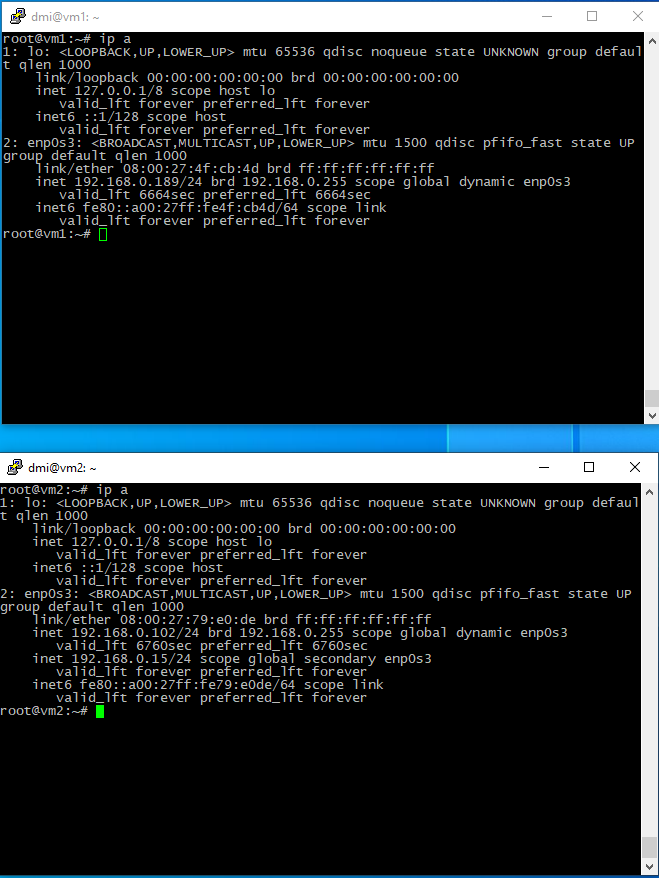 dmi@vm1: ~
root@vm1:~# ip a
1: lo: <LOOPBACK,UP,LOWER_UP> mtu 65536 qdisc noqueue state UNKNOWN group defaul
t qlen 1000
    link/loopback 00:00:00:00:00:00 brd 00:00:00:00:00:00
    inet 127.0.0.1/8 scope host lo
       valid_lft forever preferred_lft forever
    inet6 ::1/128 scope host
       valid_lft forever preferred_lft forever
2: enp0s3: <BROADCAST,MULTICAST,UP,LOWER_UP> mtu 1500 qdisc pfifo_fast state UP
group default qlen 1000
    link/ether 08:00:27:4f:cb:4d brd ff:ff:ff:ff:ff:ff
    inet 192.168.0.189/24 brd 192.168.0.255 scope global dynamic enp0s3
       valid_lft 6664sec preferred_lft 6664sec
    inet6 fe80::a00:27ff:fe4f:cb4d/64 scope link
       valid_lft forever preferred_lft forever
root@vm1:~#
dmi@vm2: ~
root@vm2:~# ip a
1: lo: <LOOPBACK,UP,LOWER_UP> mtu 65536 qdisc noqueue state UNKNOWN group defaul
t qlen 1000
    link/loopback 00:00:00:00:00:00 brd 00:00:00:00:00:00
    inet 127.0.0.1/8 scope host lo
       valid_lft forever preferred_lft forever
    inet6 ::1/128 scope host
       valid_lft forever preferred_lft forever
2: enp0s3: <BROADCAST,MULTICAST,UP,LOWER_UP> mtu 1500 qdisc pfifo_fast state UP
group default qlen 1000
    link/ether 08:00:27:79:e0:de brd ff:ff:ff:ff:ff:ff
    inet 192.168.0.102/24 brd 192.168.0.255 scope global dynamic enp0s3
       valid_lft 6760sec preferred_lft 6760sec
    inet 192.168.0.15/24 scope global secondary enp0s3
       valid_lft forever preferred_lft forever
    inet6 fe80::a00:27ff:fe79:e0de/64 scope link
       valid_lft forever preferred_lft forever
root@vm2:~#